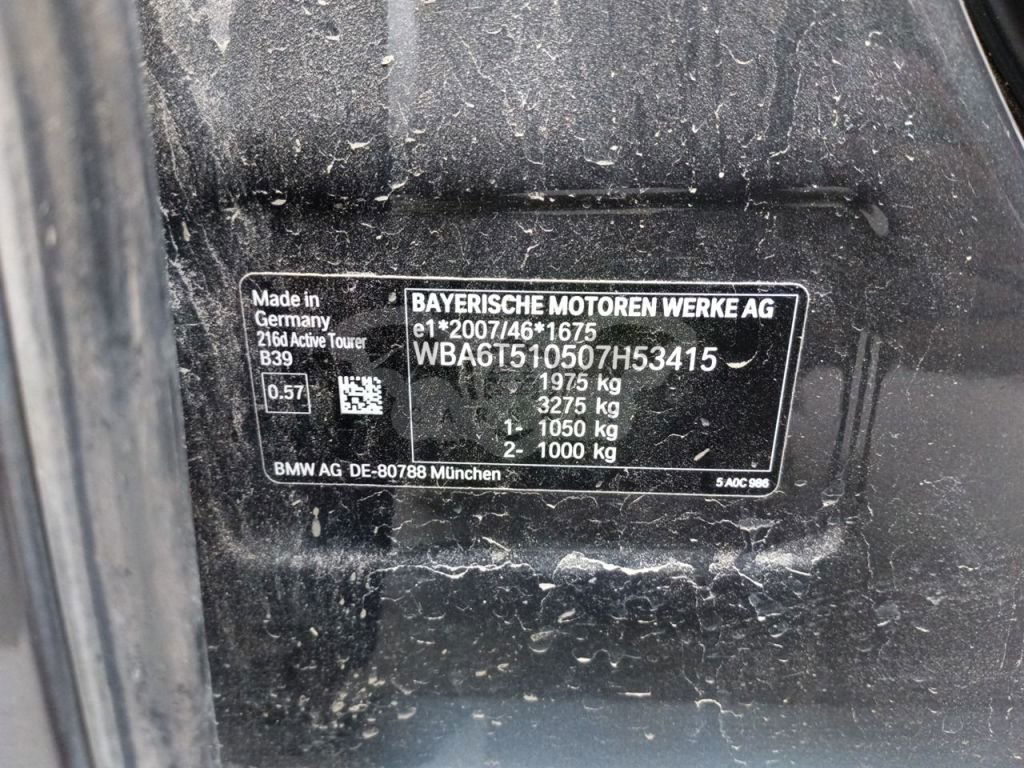 Made in
Germany
216d Active Tourer
B39
0.57
BAYERISCHE MOTOREN WERKE AG
e1*2007/46*1675
WBA6T510507H53415
1975 kg
3275 kg
1- 1050 kg
2- 1000 kg
BMW AG DE-80788 München
5 A0C 986